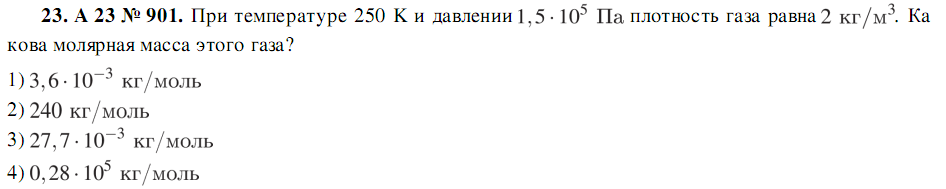 23. A 23 № 901. При температуре 250 К и давлении 1,5 · 10⁵ Па плотность газа равна 2 кг/м³. Ка
кова молярная масса этого газа?
1) 3,6 · 10⁻³ кг/моль
2) 240 кг/моль
3) 27,7 · 10⁻³ кг/моль
4) 0,28 · 10⁵ кг/моль